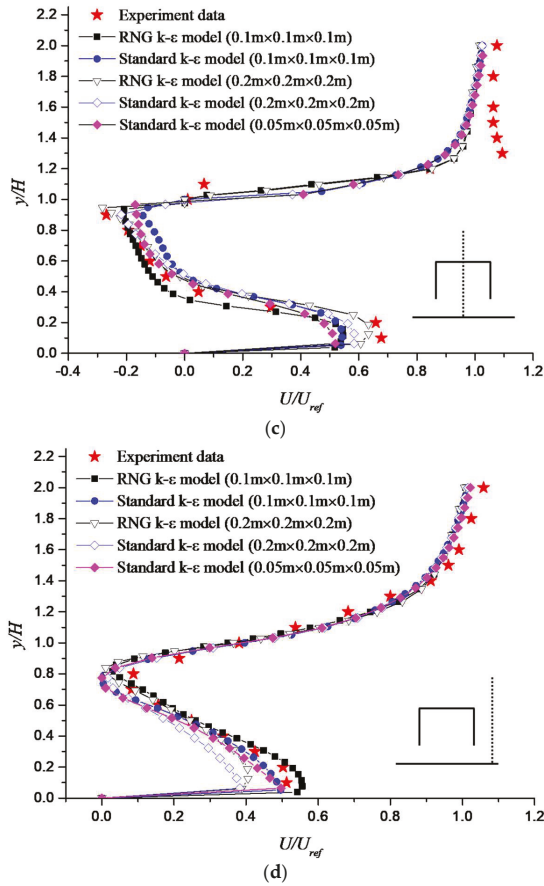 Experiment data
RNG k-ε model (0.1m×0.1m×0.1m)
Standard k-ε model (0.1m×0.1m×0.1m)
RNG k-ε model (0.2m×0.2m×0.2m)
Standard k-ε model (0.2m×0.2m×0.2m)
Standard k-ε model (0.05m×0.05m×0.05m)
y/H
2.2
2.0
1.8
1.6
1.4
1.2
1.0
0.8
0.6
0.4
0.2
0.0
-0.4 -0.2 0.0 0.2 0.4 0.6 0.8 1.0 1.2
U/Uref
(c)
Experiment data
RNG k-ε model (0.1m×0.1m×0.1m)
Standard k-ε model (0.1m×0.1m×0.1m)
RNG k-ε model (0.2m×0.2m×0.2m)
Standard k-ε model (0.2m×0.2m×0.2m)
Standard k-ε model (0.05m×0.05m×0.05m)
y/H
2.2
2.0
1.8
1.6
1.4
1.2
1.0
0.8
0.6
0.4
0.2
0.0
0.0 0.2 0.4 0.6 0.8 1.0 1.2
U/Uref
(d)